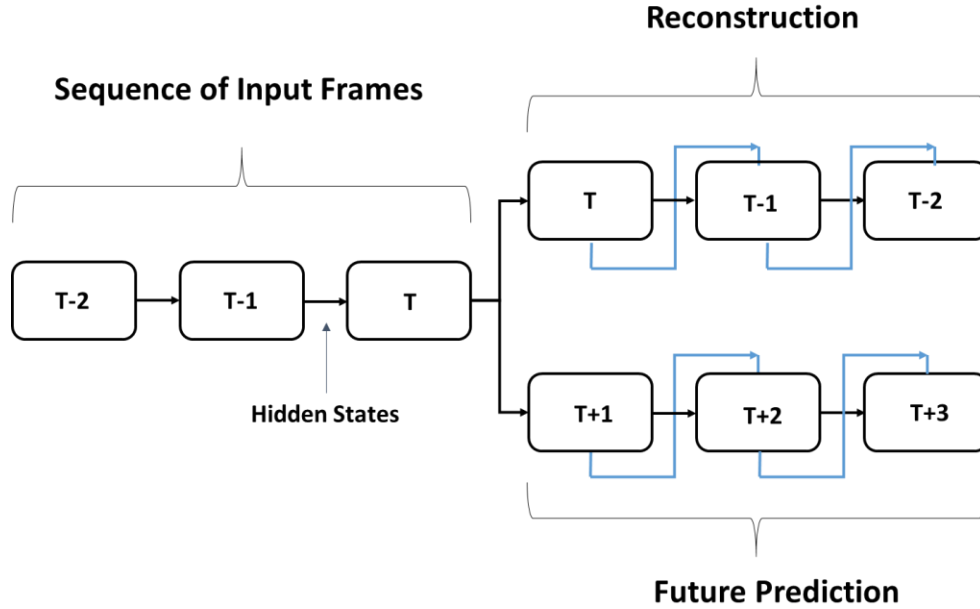 Reconstruction
Sequence of Input Frames
T
T-1
T-2
T-2
T-1
T
Hidden States
T+1
T+2
T+3
Future Prediction